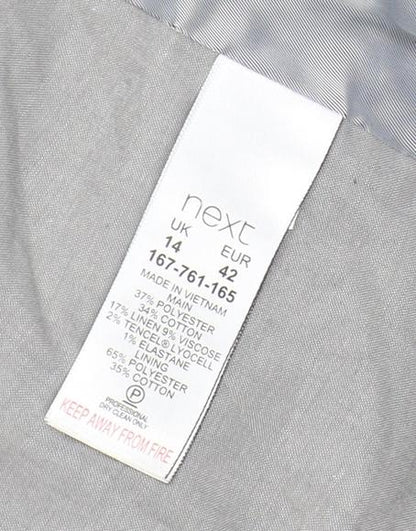 next
UK EUR
14 42
167-761-165
MADE IN VIETNAM
MAIN
37% POLYESTER
34% COTTON
17% LINEN 9% VISCOSE
2% TENCEL® LYOCELL
1% ELASTANE
LINING
65% POLYESTER
35% COTTON
P
PROFESSIONAL
DRY CLEAN ONLY
KEEP AWAY FROM FIRE